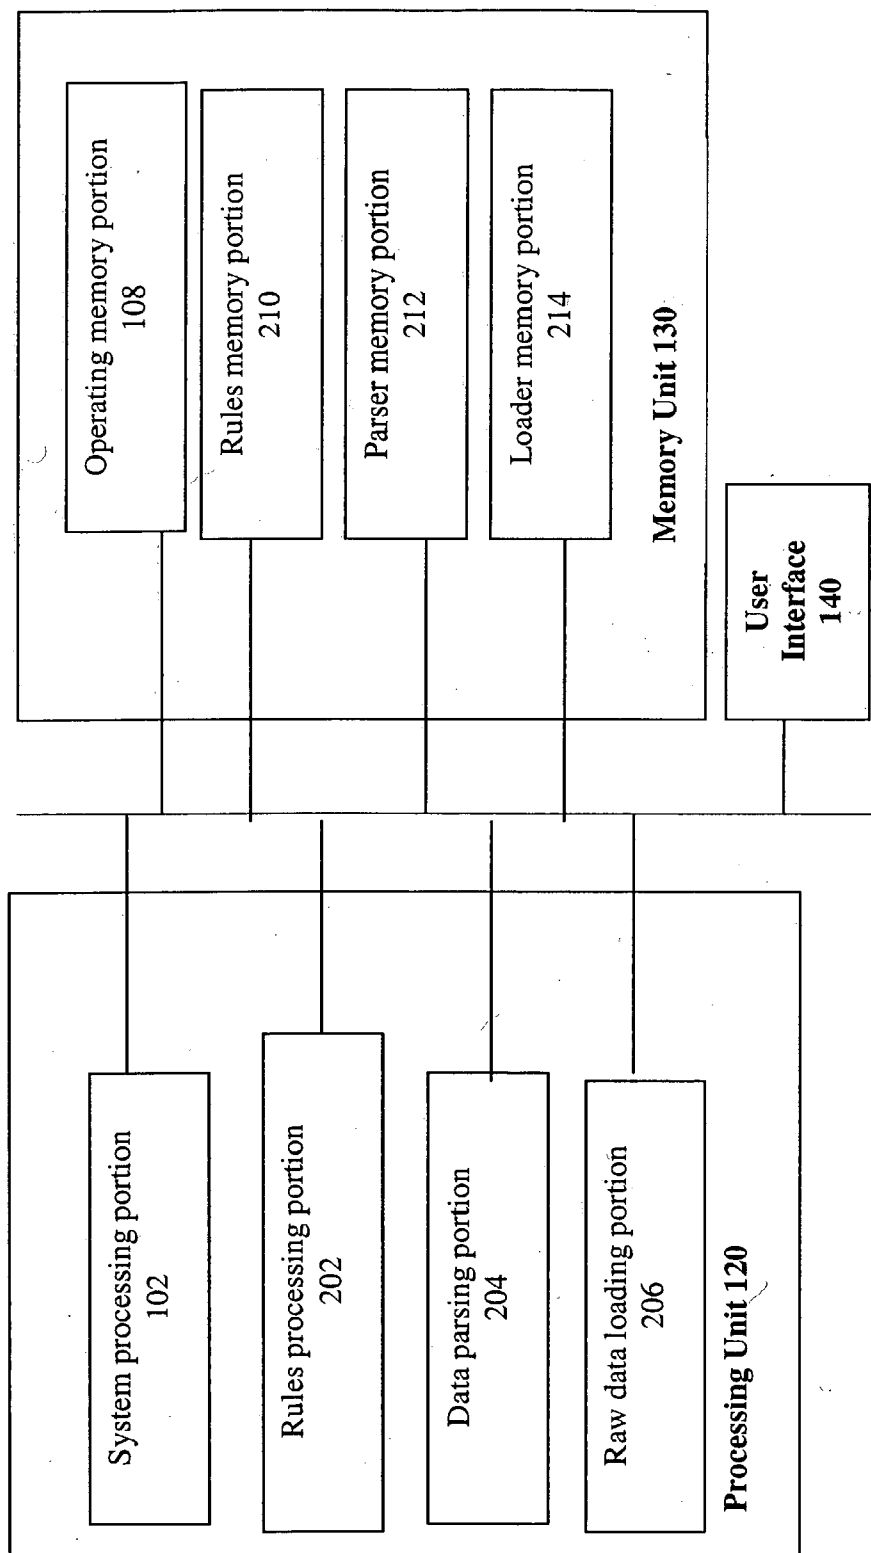 System processing portion
102
Rules processing portion
202
Data parsing portion
204
Raw data loading portion
206
Processing Unit 120
Operating memory portion
108
Rules memory portion
210
Parser memory portion
212
Loader memory portion
214
Memory Unit 130
User
Interface
140